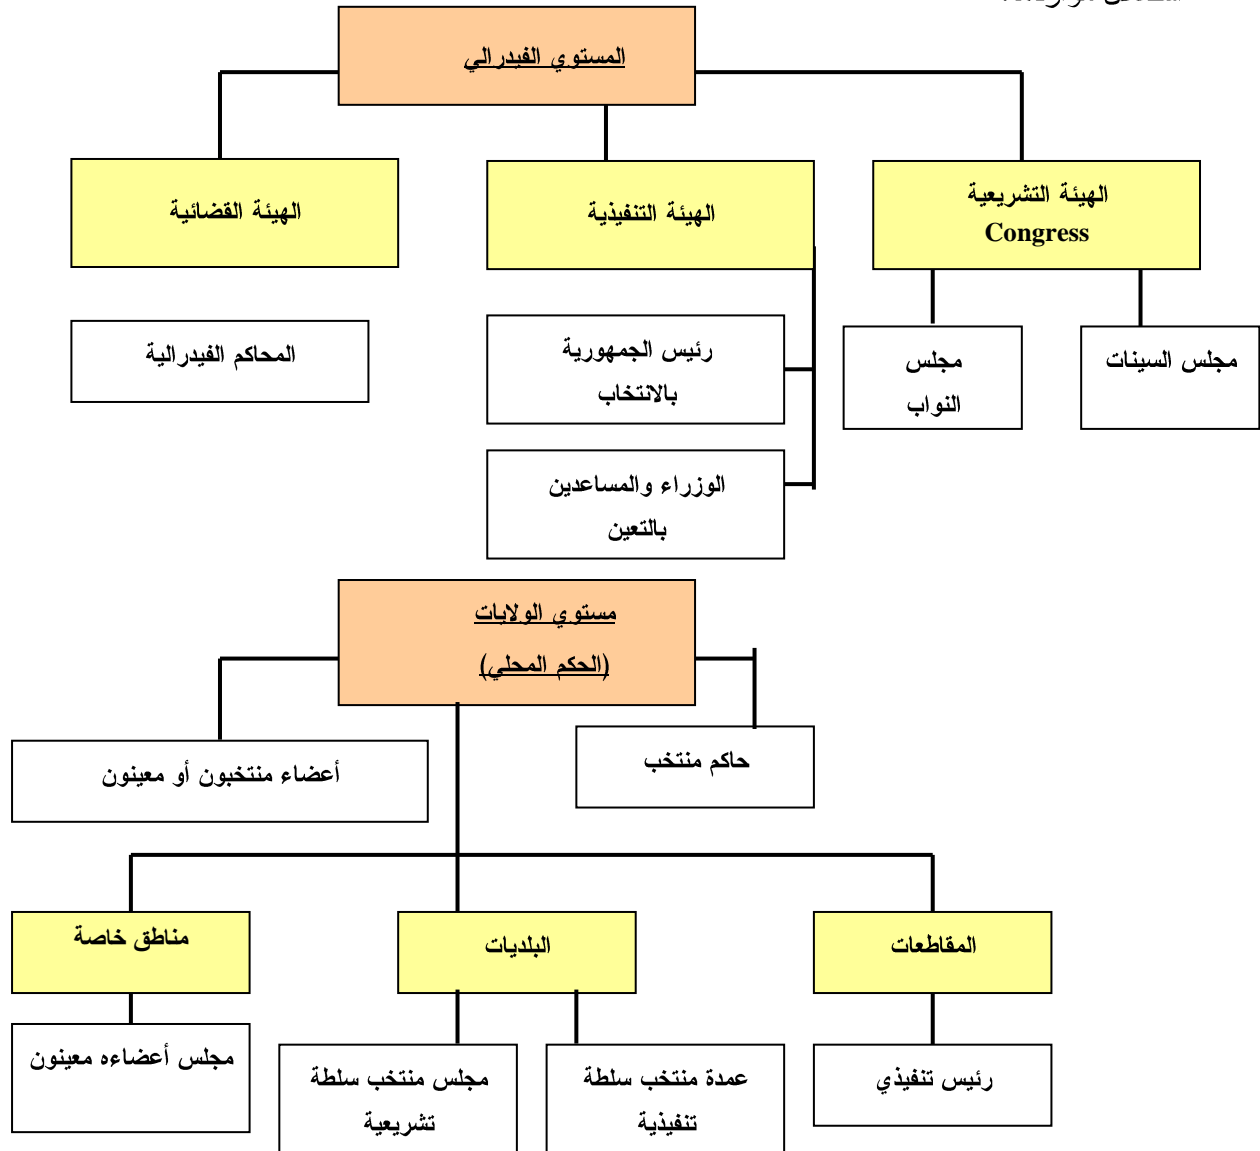 المستوي الفيدرالي
الهيئة التشريعية
Congress
الهيئة التنفيذية
الهيئة القضائية
مجلس السينات
مجلس
النواب
رئيس الجمهورية
بالانتخاب
المحاكم الفيدرالية
الوزراء والمساعدين
بالتعين
مستوي الولايات
(الحكم المحلي)
حاكم منتخب
أعضاء منتخبون أو معينون
المقاطعات
البلديات
مناطق خاصة
رئيس تنفيذي
عمدة منتخب سلطة
تنفيذية
مجلس منتخب سلطة
تشريعية
مجلس أعضاءه معينون